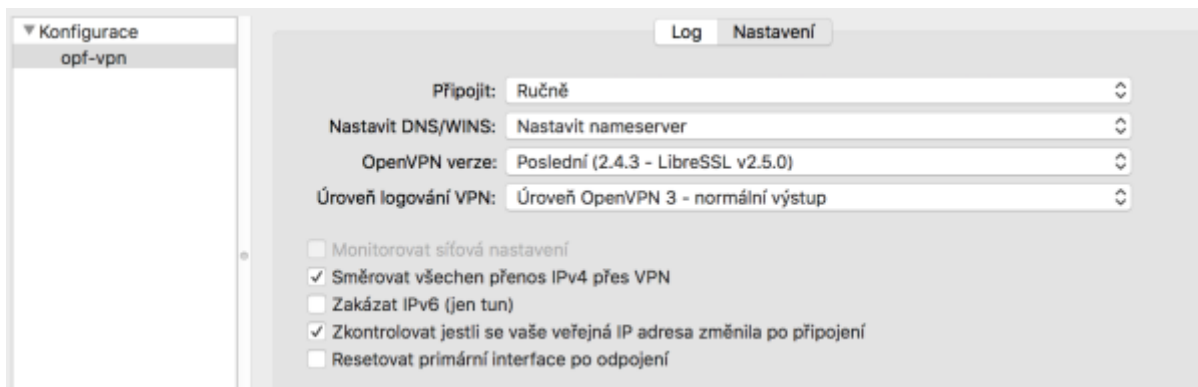 Konfigurace
opf-vpn
Log Nastavení
Připojit: Ručně
Nastavit DNS/WINS: Nastavit nameserver
OpenVPN verze: Poslední (2.4.3 - LibreSSL v2.5.0)
Úroveň logování VPN: Úroveň OpenVPN 3 - normální výstup
Monitorovat síťová nastavení
Směrovat všechen přenos IPv4 přes VPN
Zakázat IPv6 (jen tun)
Zkontrolovat jestli se vaše veřejná IP adresa změnila po připojení
Resetovat primární interface po odpojení